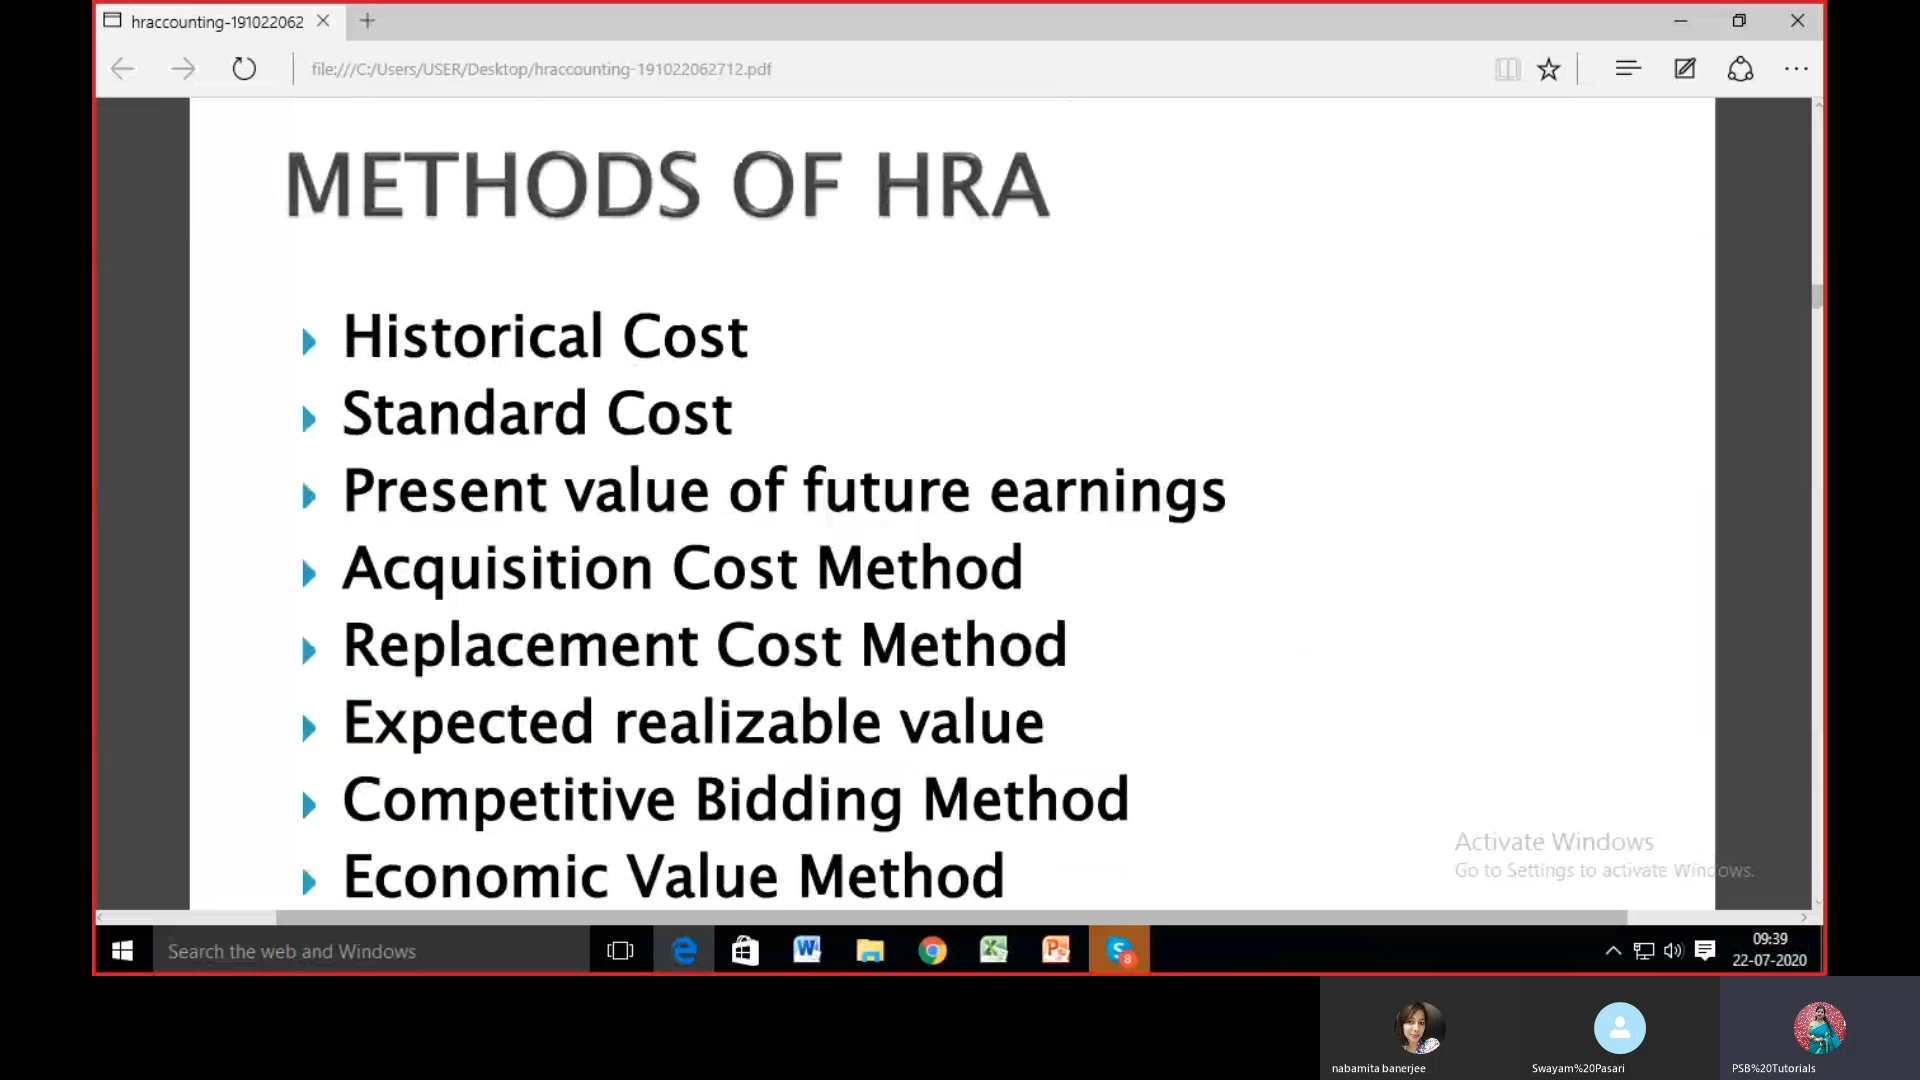 hraccounting-191022062
file:///C:/Users/USER/Desktop/hraccounting-191022062712.pdf
METHODS OF HRA
Historical Cost
Standard Cost
Present value of future earnings
Acquisition Cost Method
Replacement Cost Method
Expected realizable value
Competitive Bidding Method
Economic Value Method
Activate Windows
Go to Settings to activate Windows.
Search the web and Windows
8
09:39
22-07-2020
nabamita banerjee
Swayam%20Pasari
PSB%20Tutorials